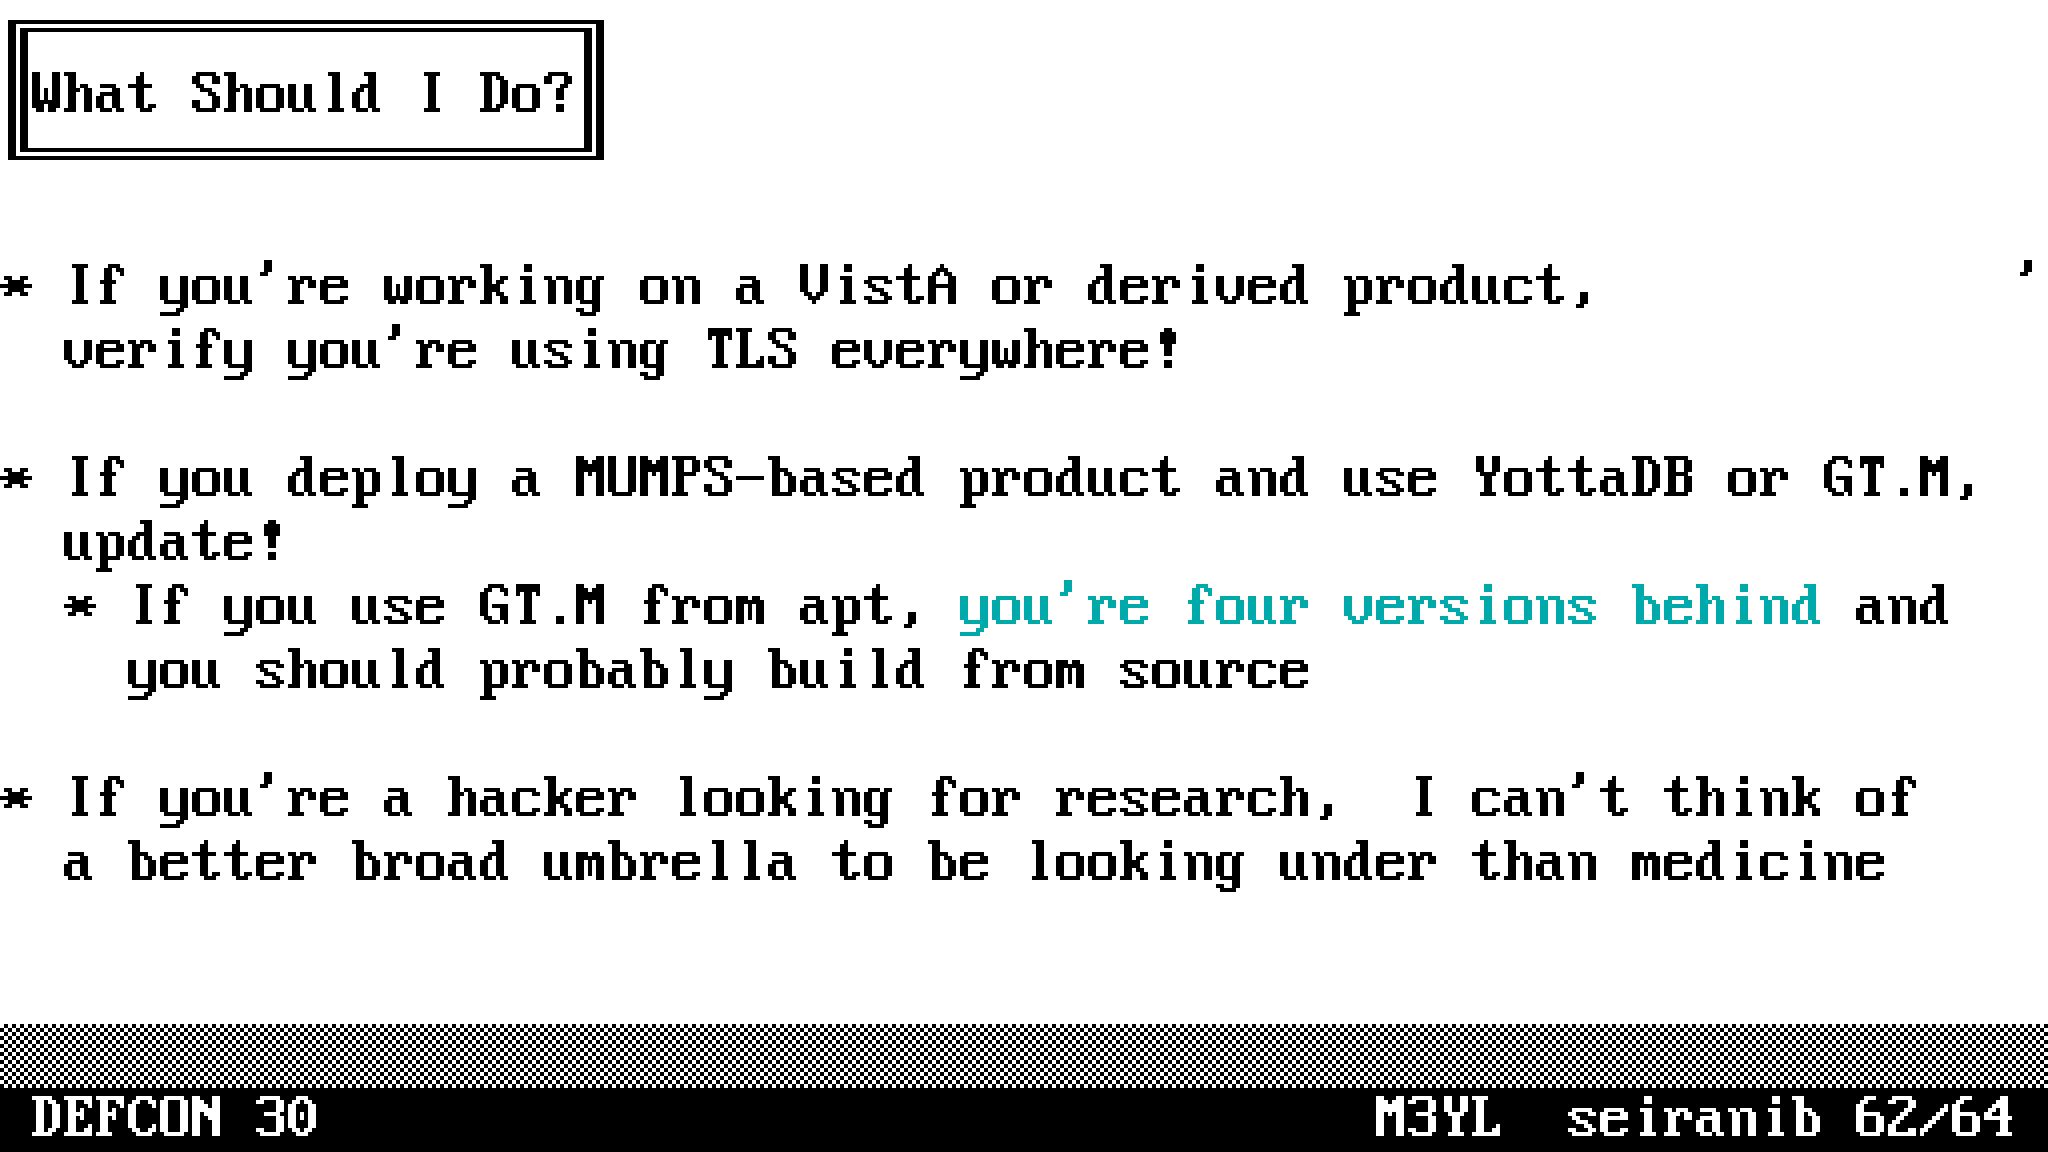 What Should I Do?
* If you're working on a VistA or derived product, '
verify you're using TLS everywhere!
* If you deploy a MUMPS-based product and use YottaDB or GT.M,
update!
* If you use GT.M from apt, you're four versions behind and
you should probably build from source
* If you're a hacker looking for research,  I can't think of
a better broad umbrella to be looking under than medicine
DEFCON 30 M3YL  seiranib 62/64